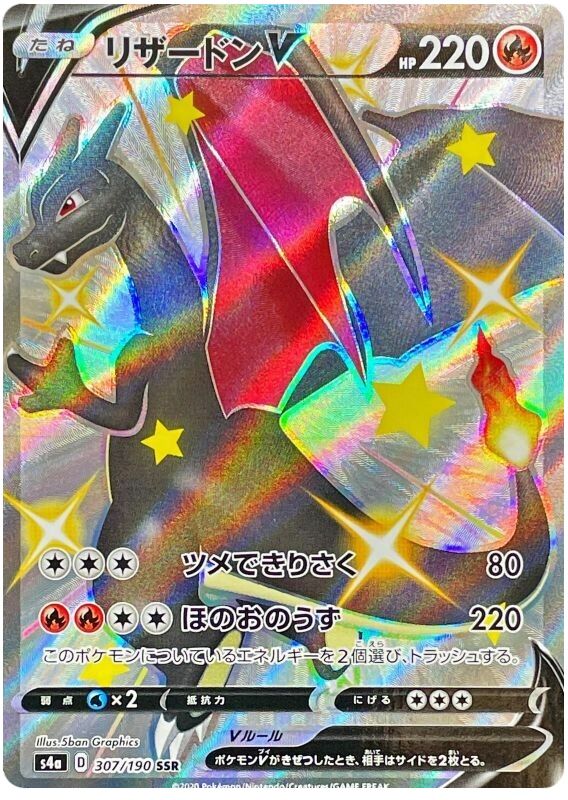 たね リザードンV HP220
ツメできりさく 80
ほのおのうず 220
このポケモンについているエネルギーを2個選び、トラッシュする。
弱点 ×2 抵抗力 にげる
Illus.5ban Graphics
Vルール
s4a D 307/190 SSR
ポケモンVがきぜつしたとき、相手はサイドを2枚とる。
©2020 Pokémon/Nintendo/Creatures/GAME FREAK